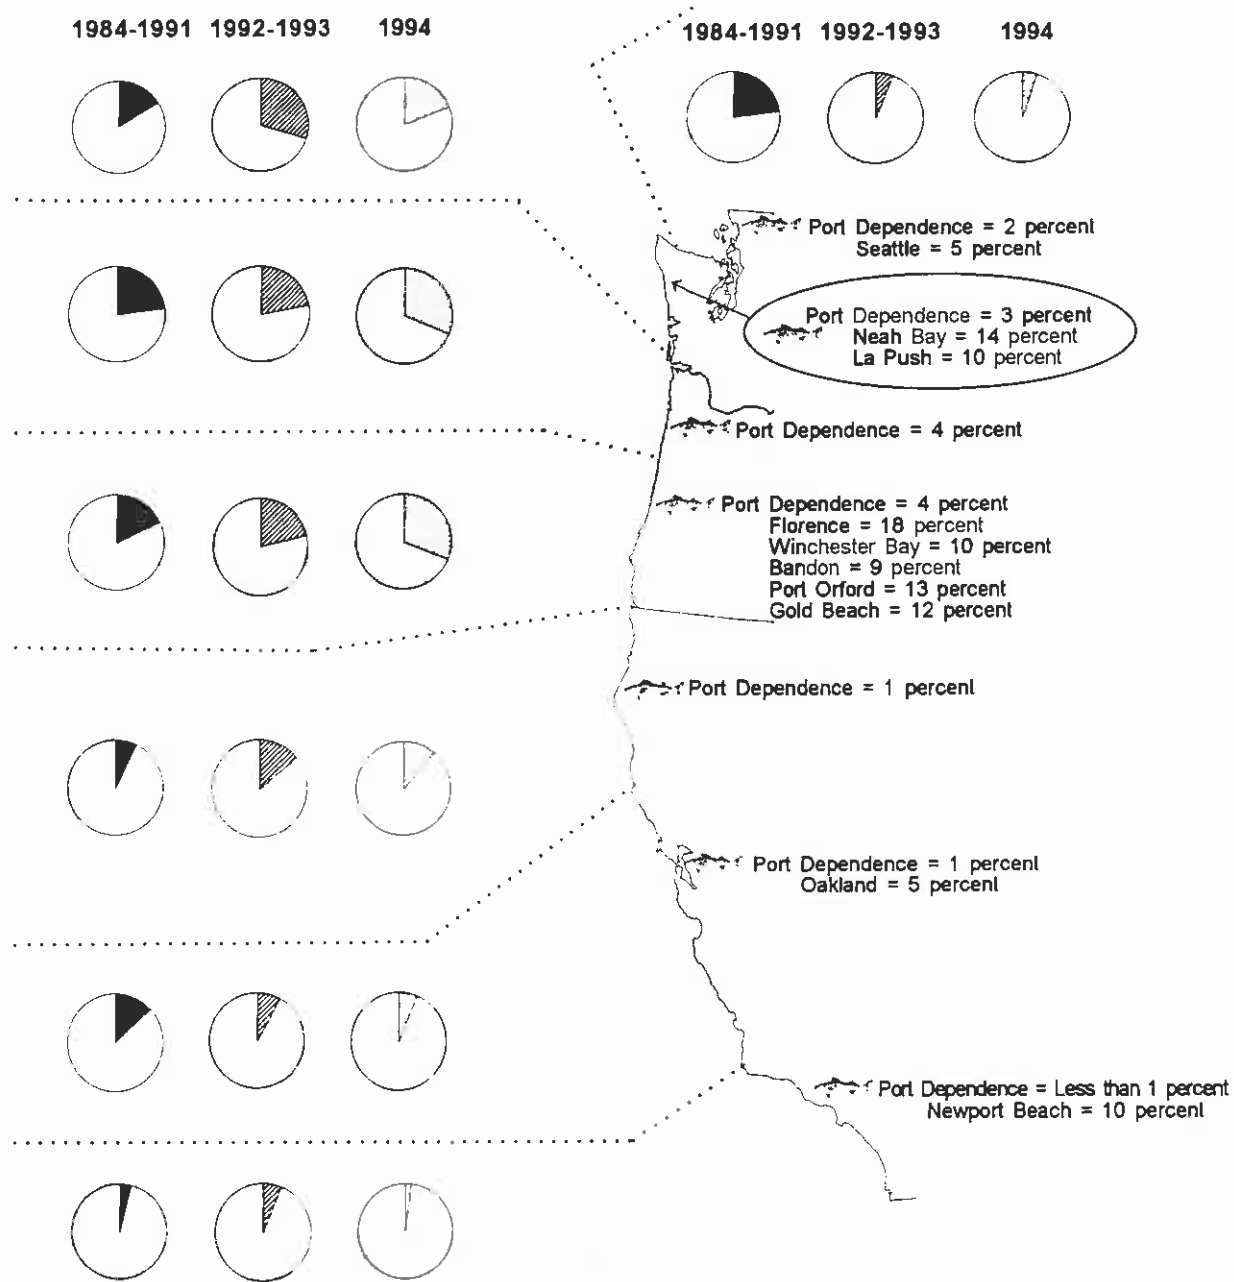 1984-1991 1992-1993 1994
1984-1991 1992-1993 1994
Port Dependence = 2 percent
Seattle = 5 percent
Port Dependence = 3 percent
Neah Bay = 14 percent
La Push = 10 percent
Port Dependence = 4 percent
Port Dependence = 4 percent
Florence = 18 percent
Winchester Bay = 10 percent
Bandon = 9 percent
Port Orford = 13 percent
Gold Beach = 12 percent
Port Dependence = 1 percent
Port Dependence = 1 percent
Oakland = 5 percent
Port Dependence = Less than 1 percent
Newport Beach = 10 percent